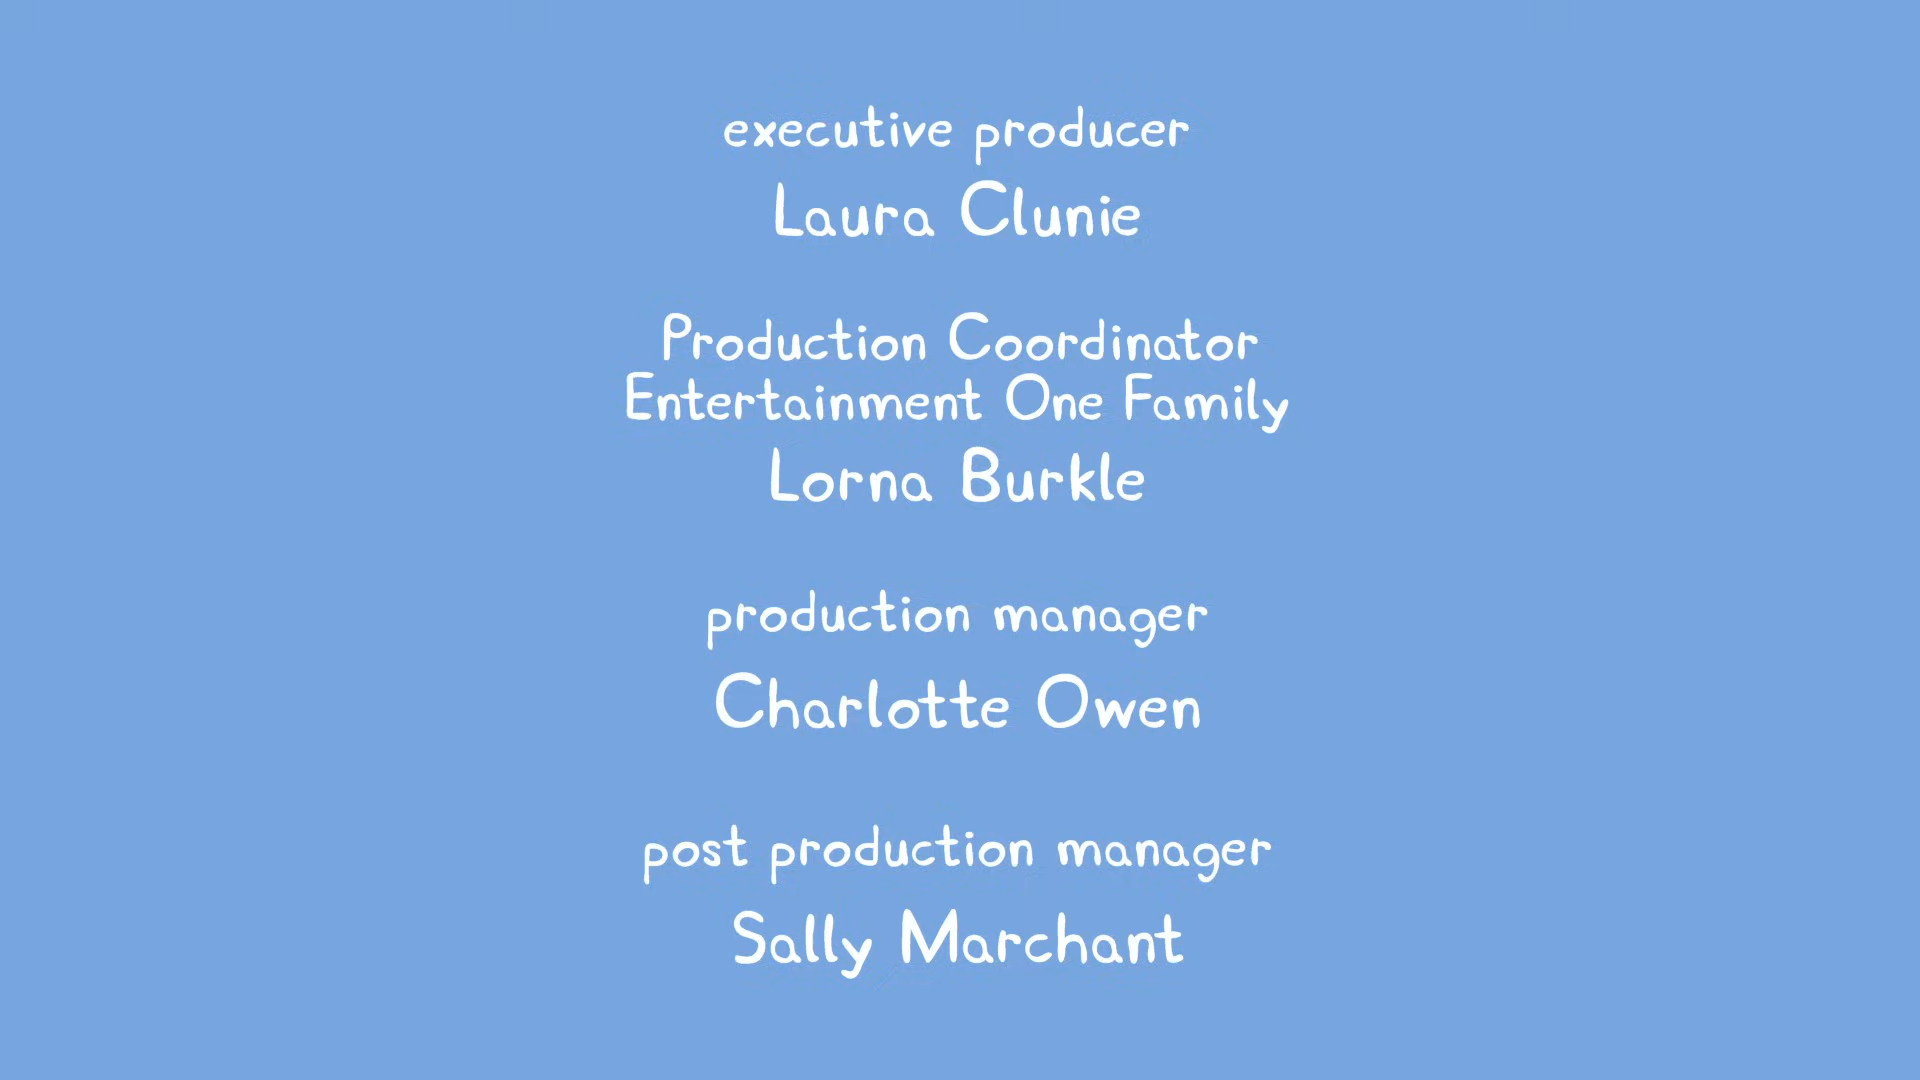 executive producer
Laura Clunie
Production Coordinator
Entertainment One Family
Lorna Burkle
production manager
Charlotte Owen
post production manager
Sally Marchant